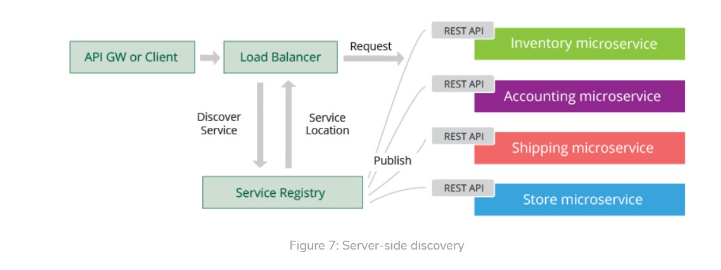 REST API
Inventory microservice
API GW or Client
Load Balancer
Request
REST API
Accounting microservice
Discover
Service
Service
Location
REST API
Shipping microservice
Publish
Service Registry
REST API
Store microservice
Figure 7: Server-side discovery